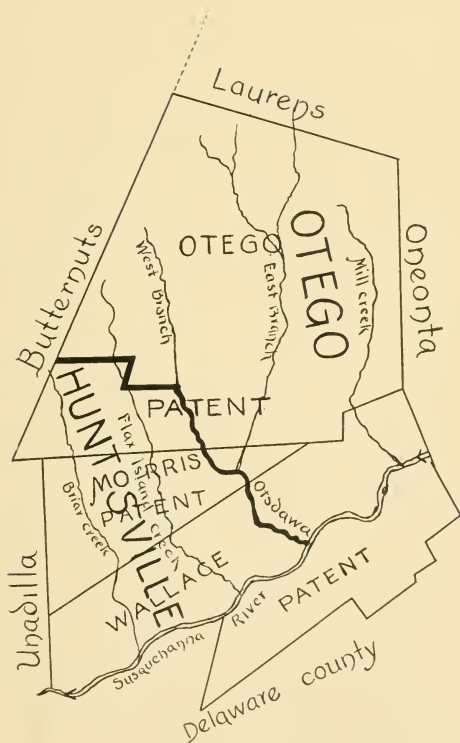 Laurens
Butternuts
Oneonta
OTEGO
OTEGO
West Branch
East Branch
Mill Creek
PATENT
HUNTSVILLE
Flax Island Creek
MORRIS
PATENT
Briar Creek
Otsdawa
WALLACE
PATENT
Unadilla
Susquehanna River
Delaware county